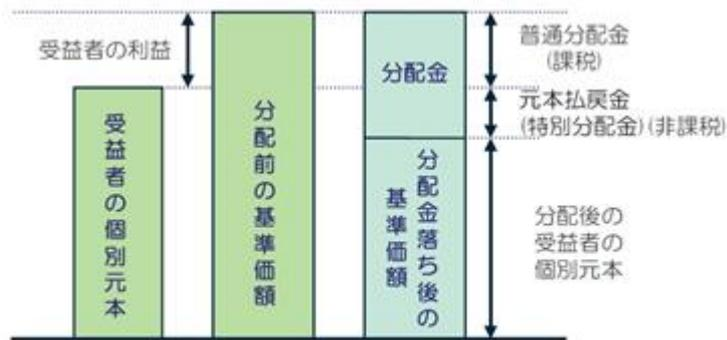 受益者の利益
受益者の個別元本
分配前の基準価額
分配金
分配金落ち後の
基準価額
普通分配金
(課税)
元本払戻金
(特別分配金)(非課税)
分配後の
受益者の
個別元本